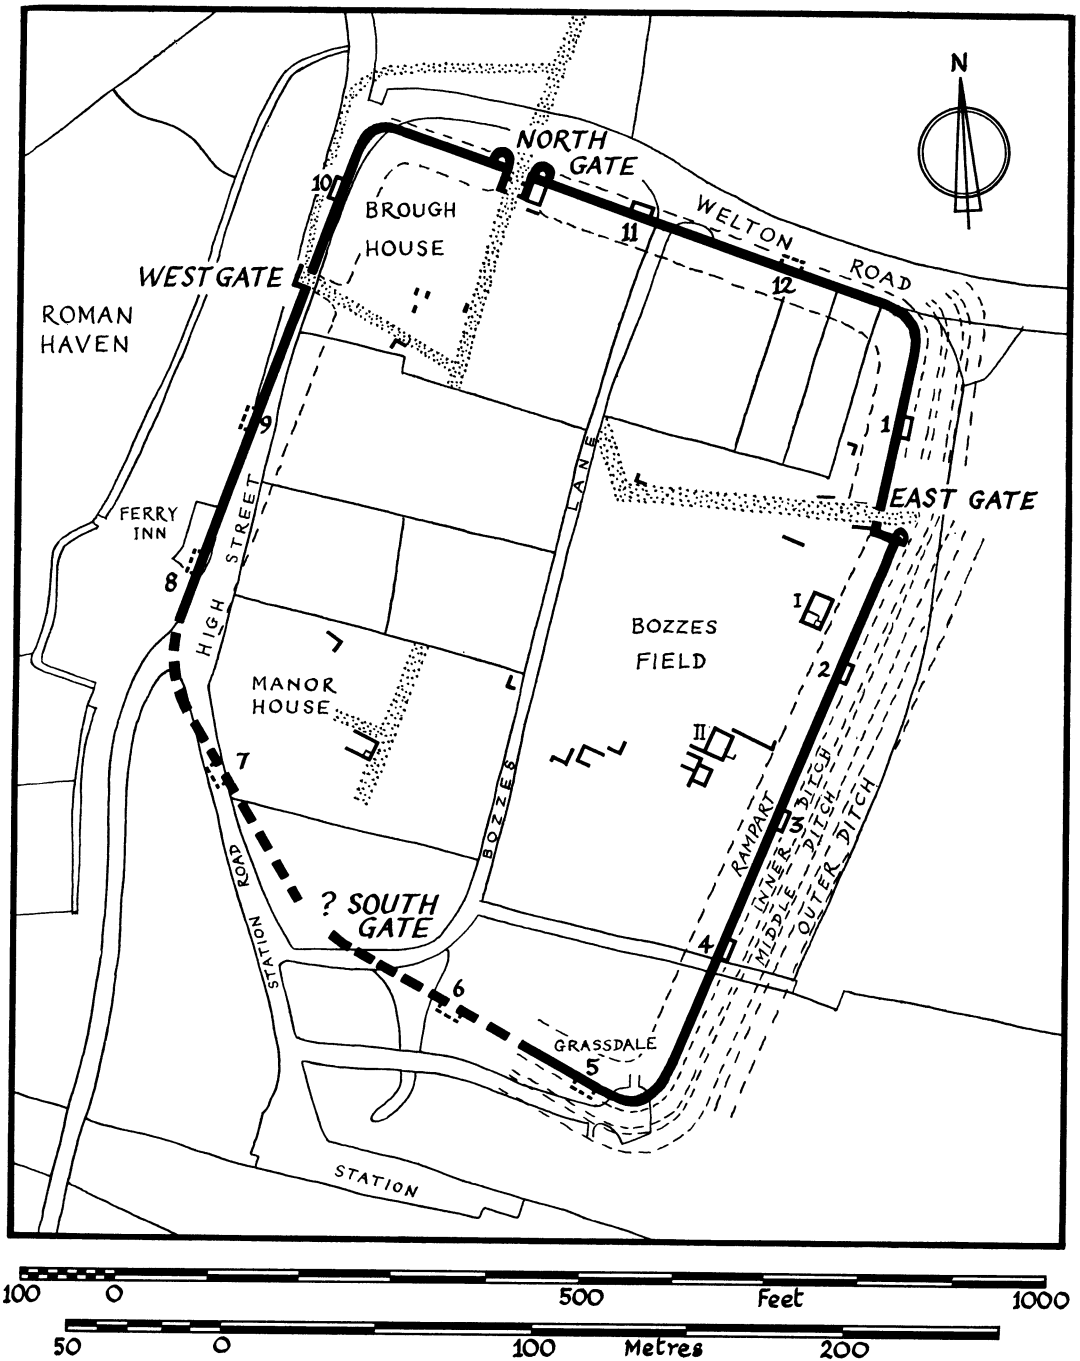 N
NORTH
GATE
10
BROUGH
HOUSE
11
WELTON
ROAD
12
WEST GATE
ROMAN
HAVEN
9
1
LANE
EAST GATE
FERRY
INN
8
HIGH STREET
I
BOZZES
FIELD
2
MANOR
HOUSE
II
7
BOZZES
RAMPART
INNER DITCH
MIDDLE DITCH
OUTER DITCH
3
STATION ROAD
? SOUTH
GATE
4
6
GRASSDALE
5
STATION
100 0 500 Feet 1000
50 0 100 Metres 200